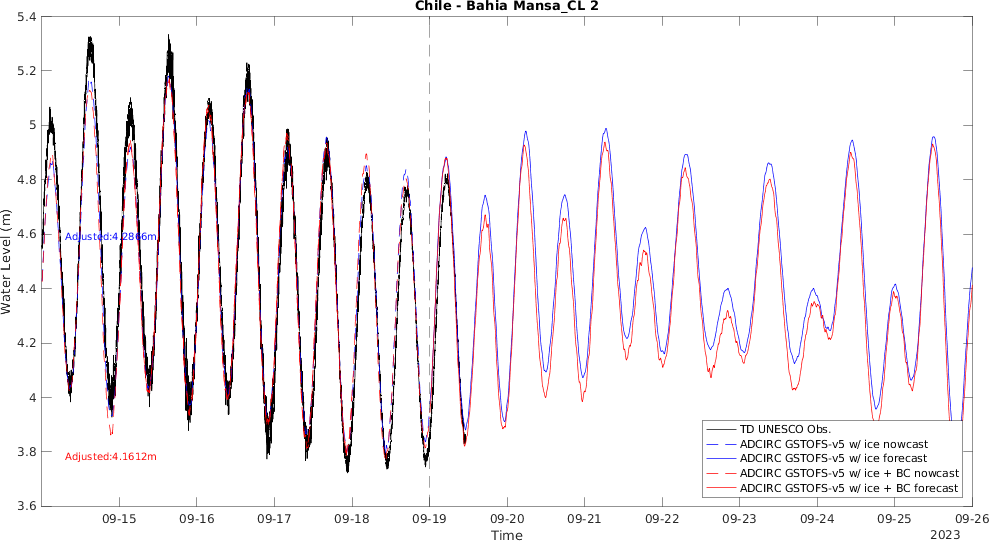 Chile - Bahia Mansa_CL 2
Water Level (m)
5.4
5.2
5
4.8
4.6
4.4
4.2
4
3.8
3.6
Adjusted:4.2866m
Adjusted:4.1612m
TD UNESCO Obs.
ADCIRC GSTOFS-v5 w/ ice nowcast
ADCIRC GSTOFS-v5 w/ ice forecast
ADCIRC GSTOFS-v5 w/ ice + BC nowcast
ADCIRC GSTOFS-v5 w/ ice + BC forecast
09-15 09-16 09-17 09-18 09-19 09-20 09-21 09-22 09-23 09-24 09-25 09-26
Time
2023